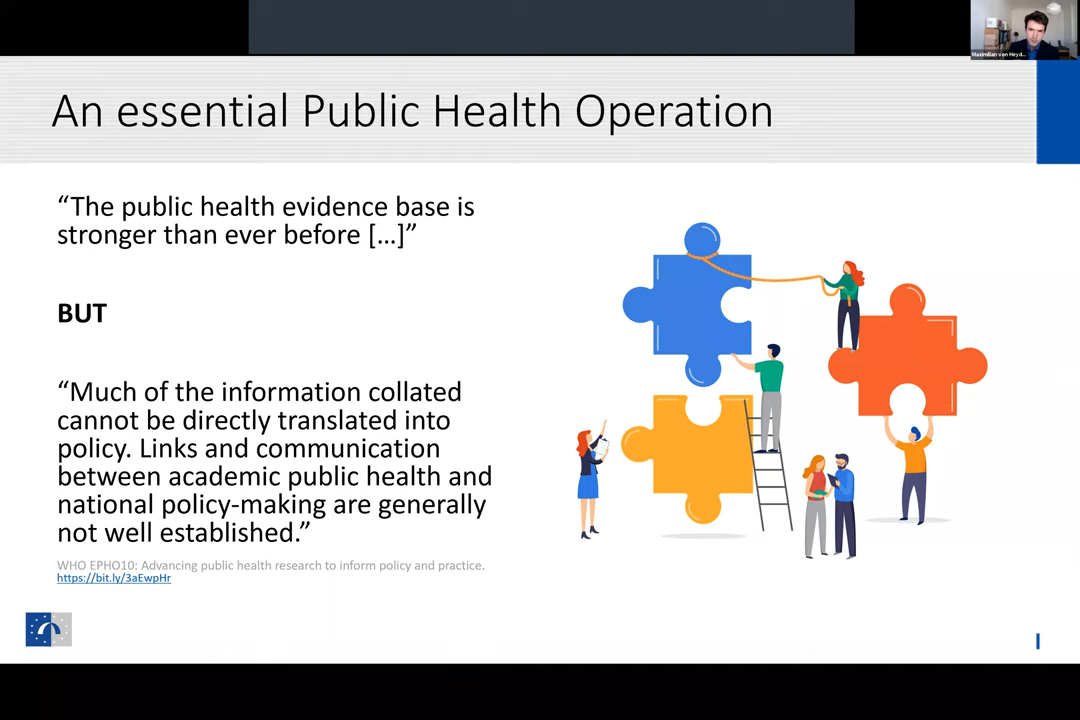 Maximilian von Heyd...
An essential Public Health Operation
“The public health evidence base is
stronger than ever before […]”
BUT
“Much of the information collated
cannot be directly translated into
policy. Links and communication
between academic public health and
national policy-making are generally
not well established.”
WHO EPHO10: Advancing public health research to inform policy and practice.
https://bit.ly/3aEwpHr